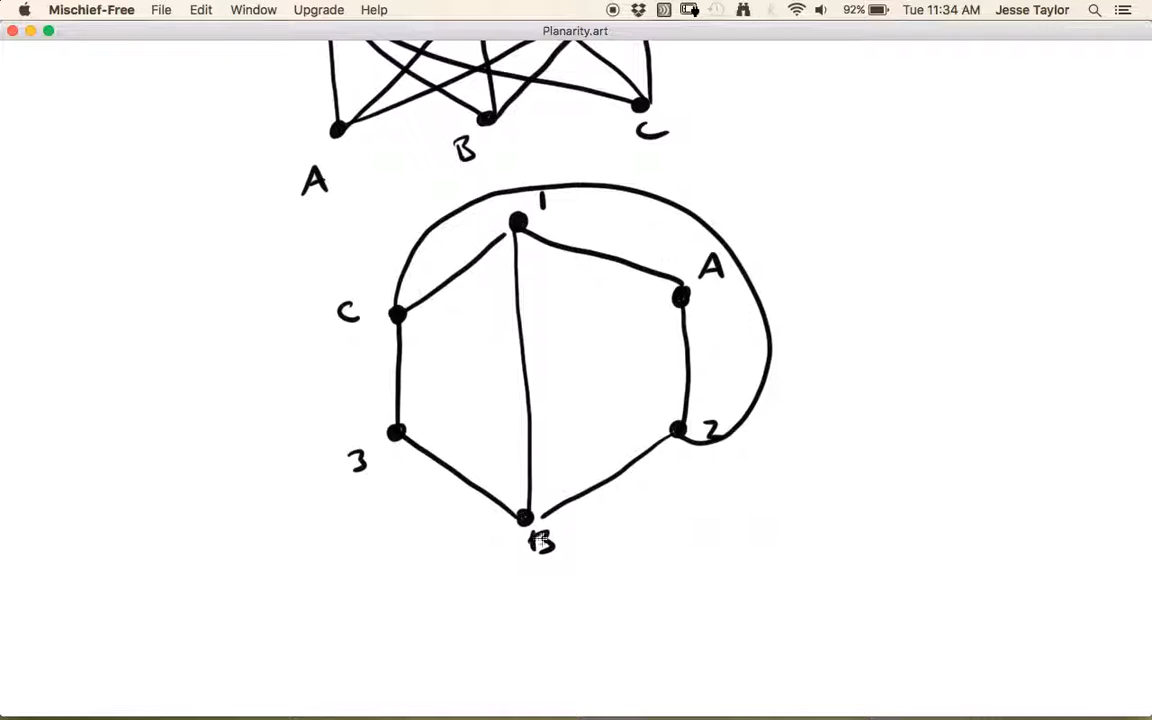 Mischief-Free File Edit Window Upgrade Help 92% Tue 11:34 AM Jesse Taylor
Planarity.art
A B C
1
A
C
2
3
B